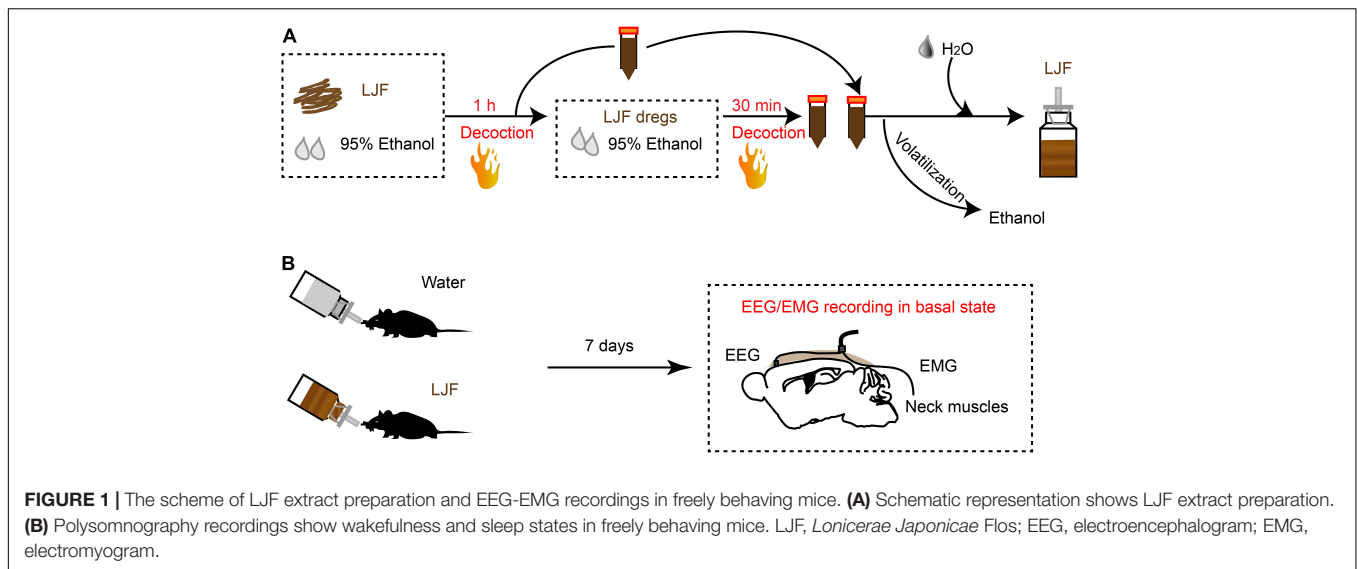 A
LJF
95% Ethanol
1 h
Decoction
LJF dregs
95% Ethanol
30 min
Decoction
H2O
LJF
Volatilization
Ethanol
B
Water
LJF
7 days
EEG/EMG recording in basal state
EEG
EMG
Neck muscles
FIGURE 1 | The scheme of LJF extract preparation and EEG-EMG recordings in freely behaving mice. (A) Schematic representation shows LJF extract preparation.
(B) Polysomnography recordings show wakefulness and sleep states in freely behaving mice. LJF, Lonicerae Japonicae Flos; EEG, electroencephalogram; EMG,
electromyogram.